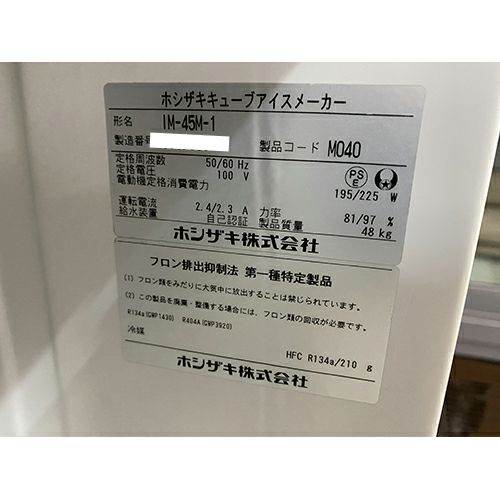 ホシザキキューブアイスメーカー
形名 IM-45M-1
製造番号 製品コード M040
定格周波数 50/60 Hz
定格電圧 100 V
電動機定格消費電力 195/225 W
PS E
運転電流 2.4/2.3 A 力率 81/97 %
給水装置 自己認証 製品質量 48 kg
ホシザキ株式会社
フロン排出抑制法 第一種特定製品
(1) フロン類をみだりに大気中に放出することは禁じられています。
(2) この製品を廃棄・整備する場合には、フロン類の回収が必要です。
R134a(GWP1430) R404A(GWP3920)
冷媒 HFC R134a/210 g
ホシザキ株式会社